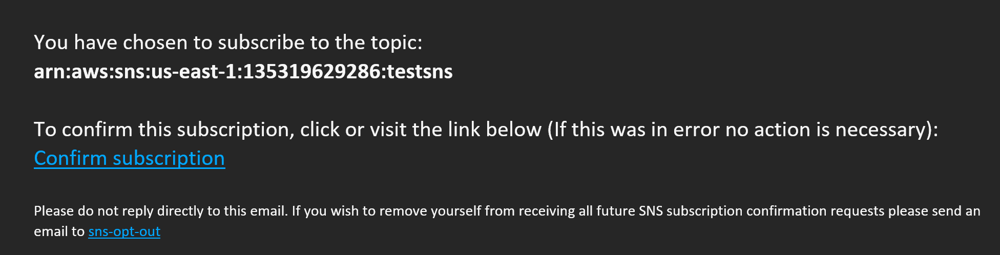 You have chosen to subscribe to the topic:
arn:aws:sns:us-east-1:135319629286:testsns
To confirm this subscription, click or visit the link below (If this was in error no action is necessary):
Confirm subscription
Please do not reply directly to this email. If you wish to remove yourself from receiving all future SNS subscription confirmation requests please send an
email to sns-opt-out